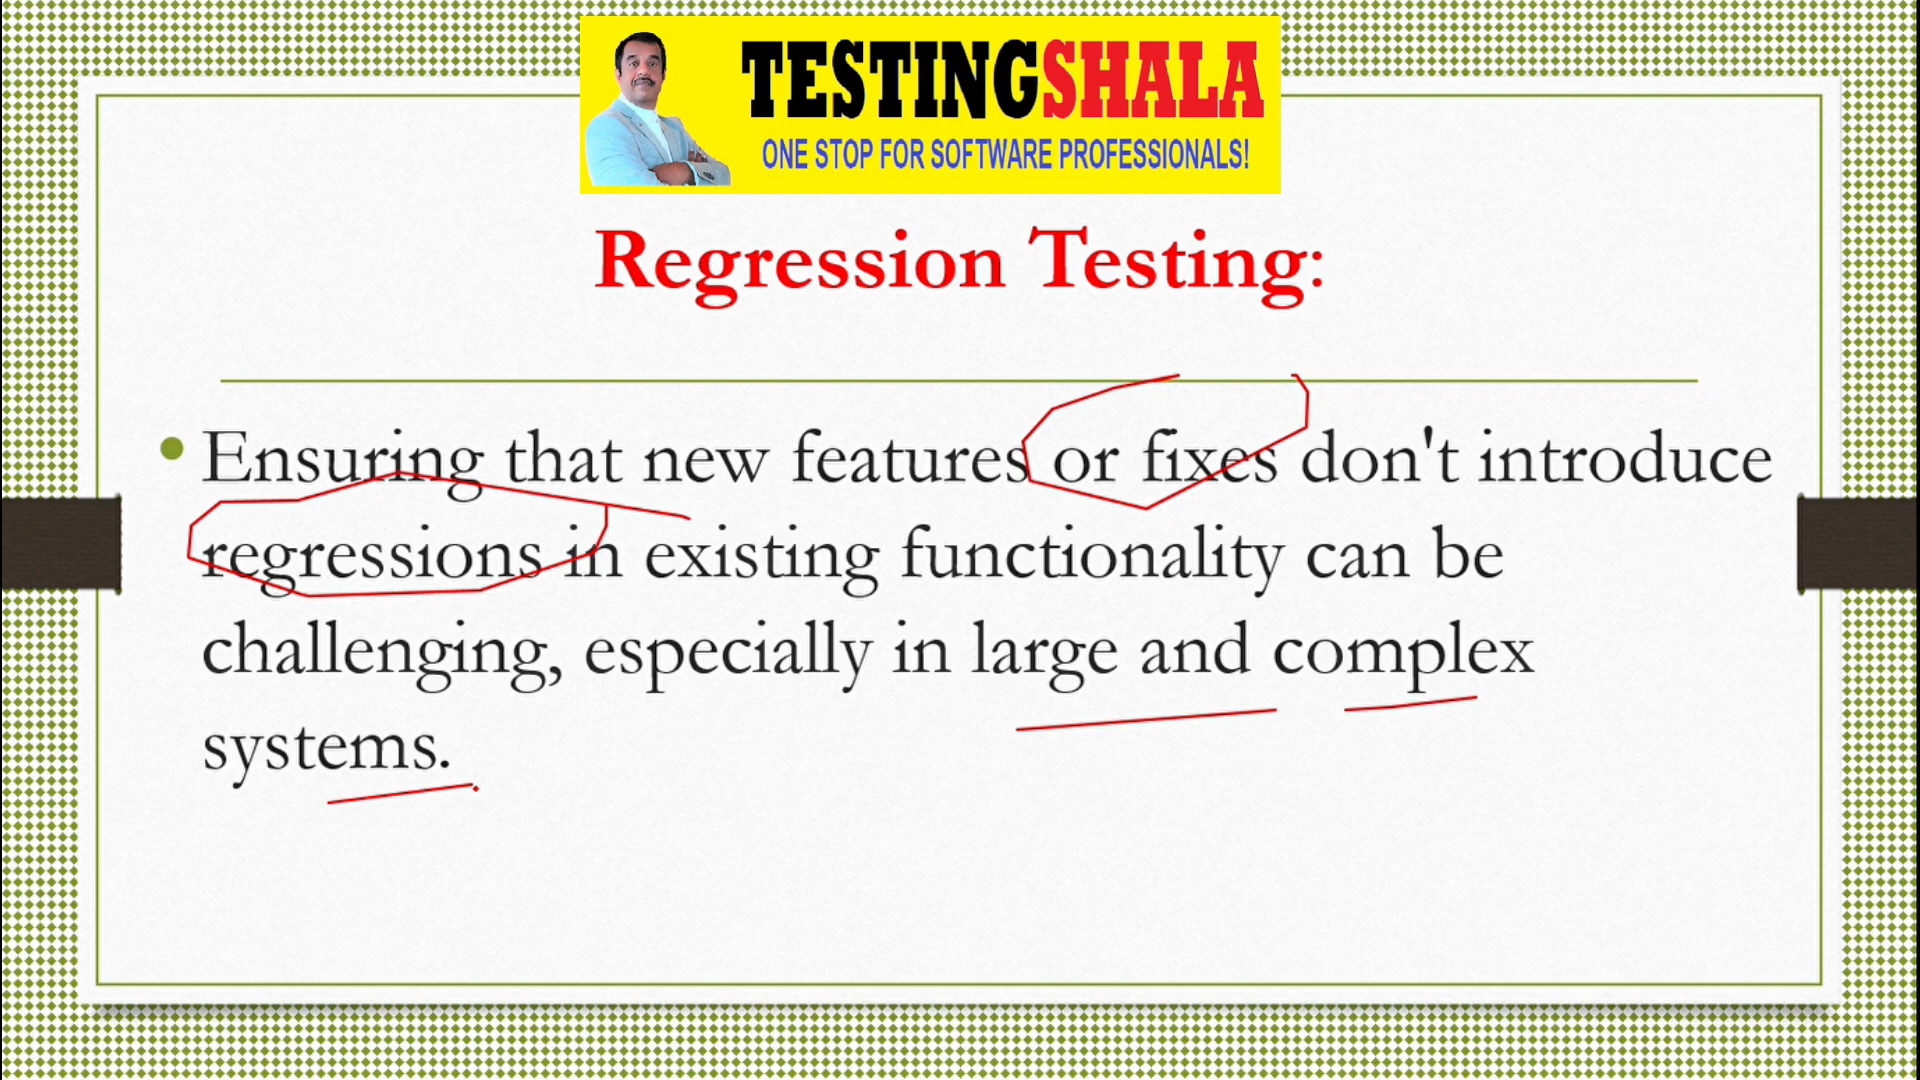 TESTINGSHALA
ONE STOP FOR SOFTWARE PROFESSIONALS!
Regression Testing:
• Ensuring that new features or fixes don't introduce
regressions in existing functionality can be
challenging, especially in large and complex
systems.